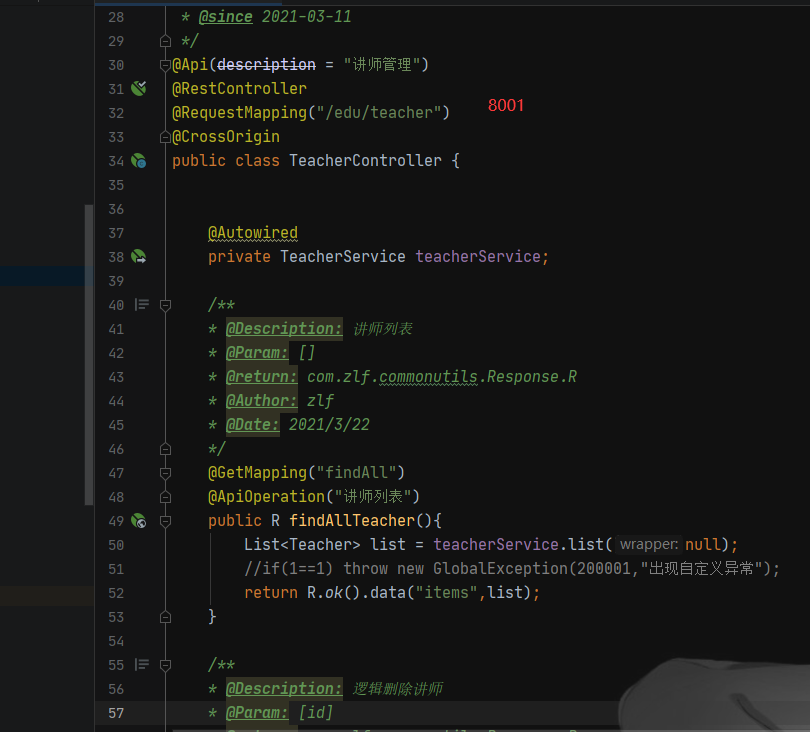 28 * @since 2021-03-11
29 */
30 @Api(description = "讲师管理")
31 @RestController
32 @RequestMapping("/edu/teacher") 8001
33 @CrossOrigin
34 public class TeacherController {
35
36
37 @Autowired
38 private TeacherService teacherService;
39
40 /**
41 * @Description: 讲师列表
42 * @Param: []
43 * @return: com.zlf.commonutils.Response.R
44 * @Author: zlf
45 * @Date: 2021/3/22
46 */
47 @GetMapping("findAll")
48 @ApiOperation("讲师列表")
49 public R findAllTeacher(){
50 List<Teacher> list = teacherService.list( wrapper: null);
51 //if(1==1) throw new GlobalException(200001,"出现自定义异常");
52 return R.ok().data("items",list);
53 }
54
55 /**
56 * @Description: 逻辑删除讲师
57 * @Param: [id]